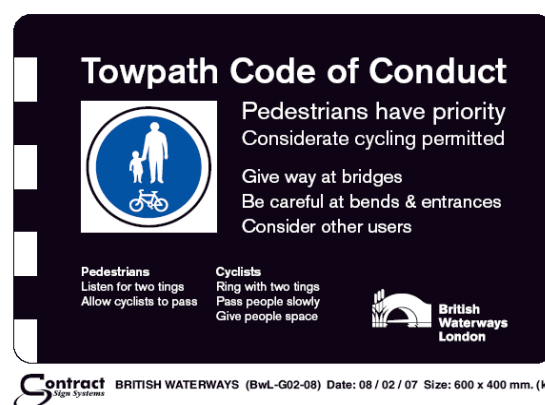 Towpath Code of Conduct
Pedestrians have priority
Considerate cycling permitted
Give way at bridges
Be careful at bends & entrances
Consider other users
Pedestrians
Listen for two tings
Allow cyclists to pass
Cyclists
Ring with two tings
Pass people slowly
Give people space
British
Waterways
London
Contract
Sign Systems
BRITISH WATERWAYS (BwL-G02-08) Date: 08 / 02 / 07 Size: 600 x 400 mm. (k